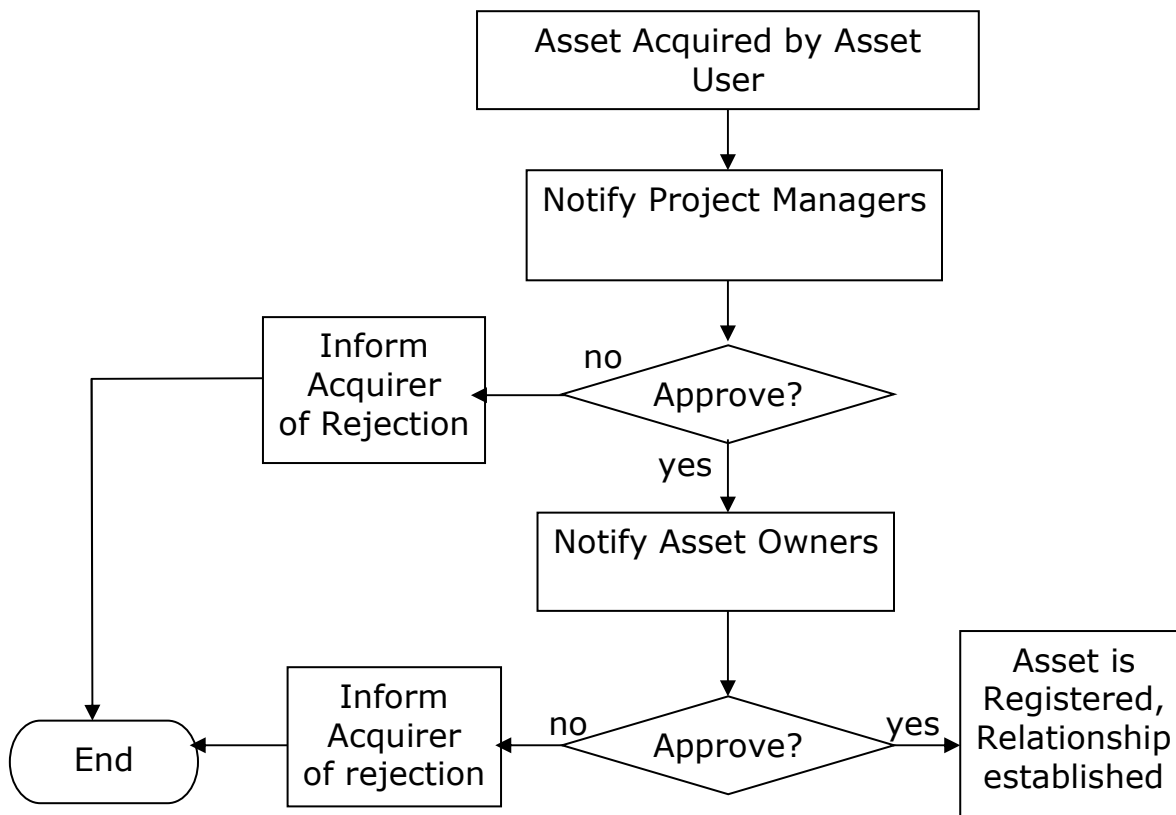 Asset Acquired by Asset
User
Notify Project Managers
Inform
Acquirer
of Rejection
no
Approve?
yes
Notify Asset Owners
End
Inform
Acquirer
of rejection
no
Approve?
yes
Asset is
Registered,
Relationship
established